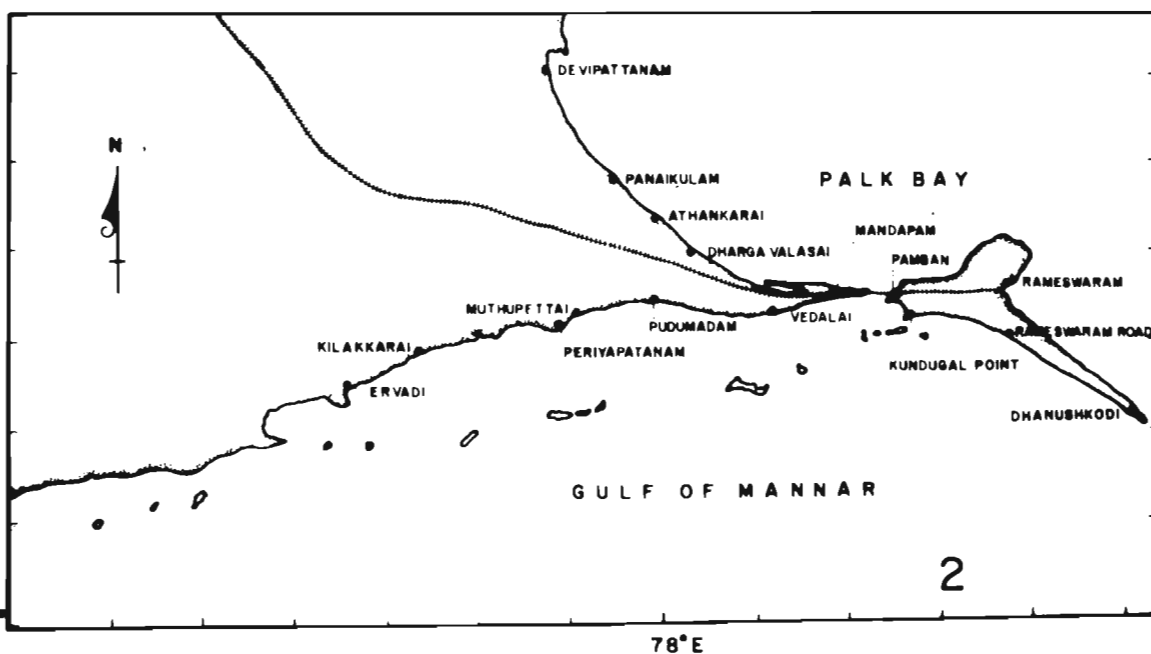 DEVIPATTANAM
N
PANAIKULAM
PALK BAY
ATHANKARAI
MANDAPAM
DHARGA VALASAI
PAMBAN
RAMESWARAM
MUTHUPETTAI
PUDUMADAM
VEDALAI
RAMESWARAM ROAD
KILAKKARAI
PERIYAPATANAM
KUNDUGAL POINT
ERVADI
DHANUSHKODI
GULF OF MANNAR
2
78°E